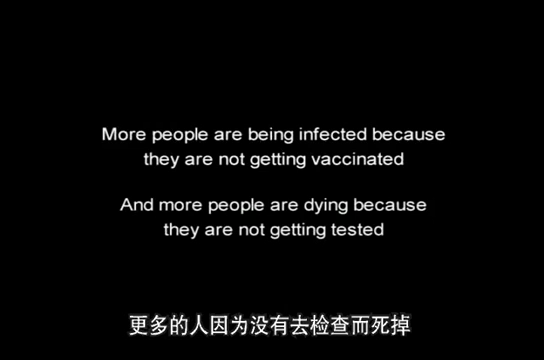 More people are being infected because
they are not getting vaccinated
And more people are dying because
they are not getting tested
更多的人因为没有去检查而死掉